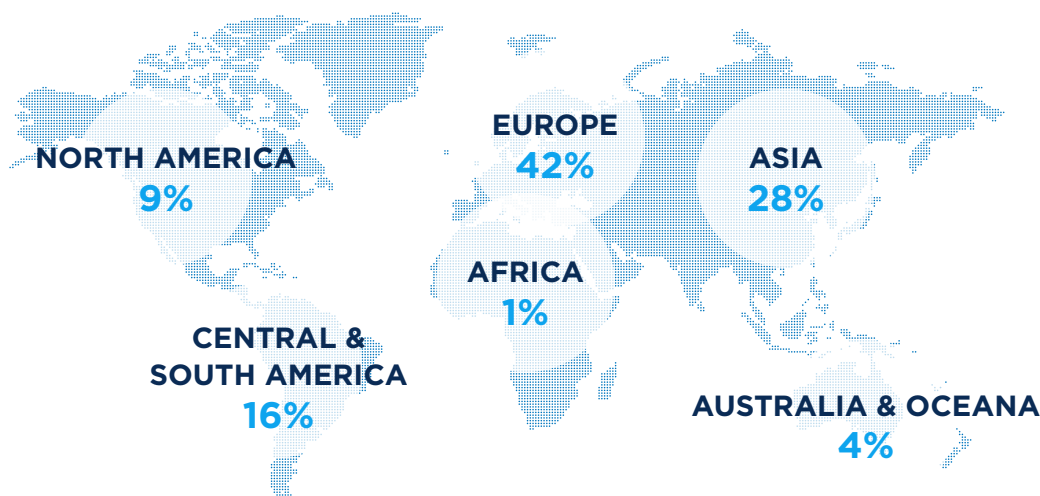 EUROPE
42%
NORTH AMERICA
9%
ASIA
28%
AFRICA
1%
CENTRAL &
SOUTH AMERICA
16%
AUSTRALIA & OCEANA
4%